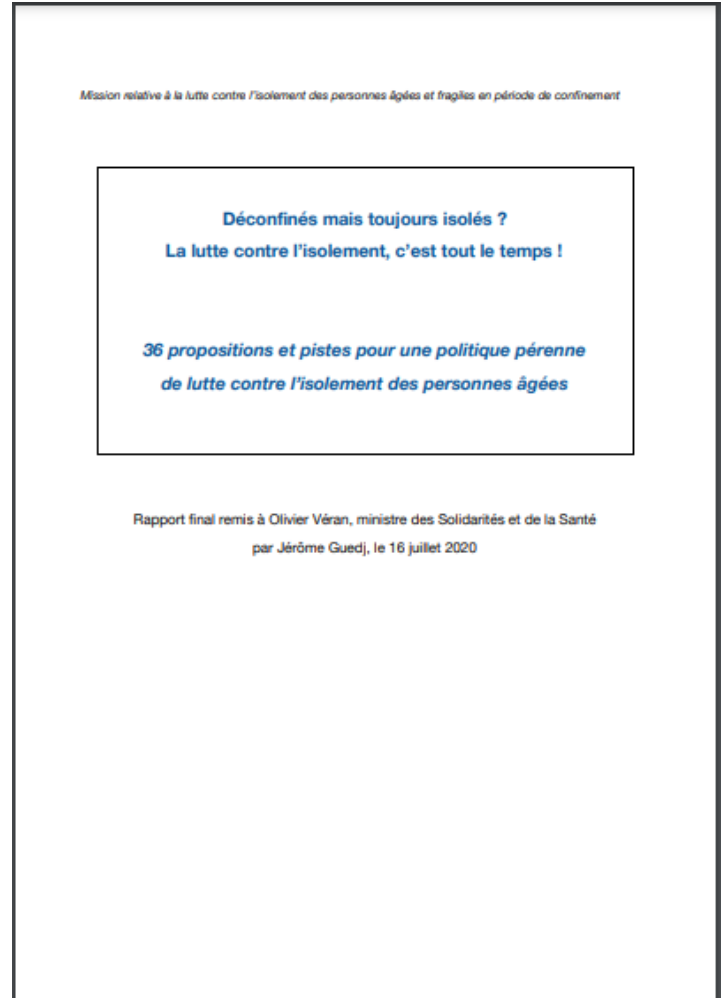 Mission relative à la lutte contre l'isolement des personnes âgées et fragiles en période de confinement
Déconfinés mais toujours isolés ?
La lutte contre l'isolement, c'est tout le temps !
36 propositions et pistes pour une politique pérenne
de lutte contre l'isolement des personnes âgées
Rapport final remis à Olivier Véran, ministre des Solidarités et de la Santé
par Jérôme Guedj, le 16 juillet 2020